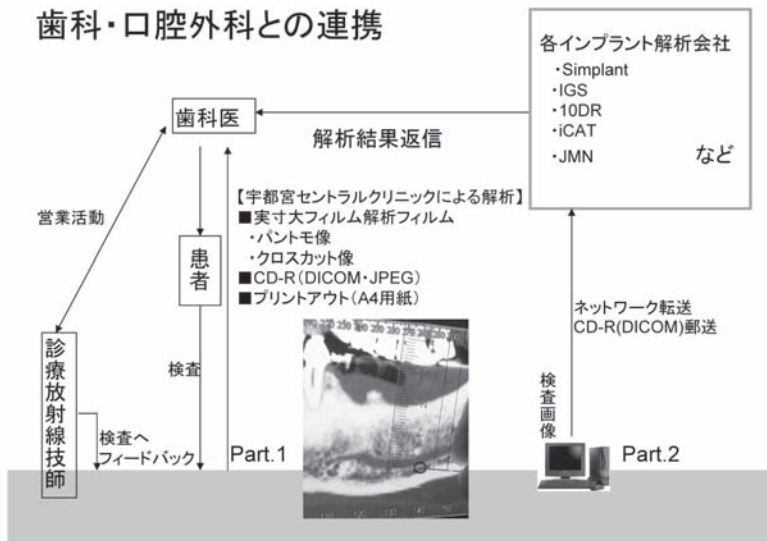 歯科・口腔外科との連携
各インプラント解析会社
・Simplant
・IGS
・10DR
・iCAT
・JMN
など
歯科医
解析結果返信
営業活動
患者
【宇都宮セントラルクリニックによる解析】
■実寸大フィルム解析フィルム
・パントモ像
・クロスカット像
■CD-R(DICOM・JPEG)
■プリントアウト(A4用紙)
ネットワーク転送
CD-R(DICOM)郵送
診療放射線技師
検査
検査へ
フィードバック
Part.1
検査画像
Part.2